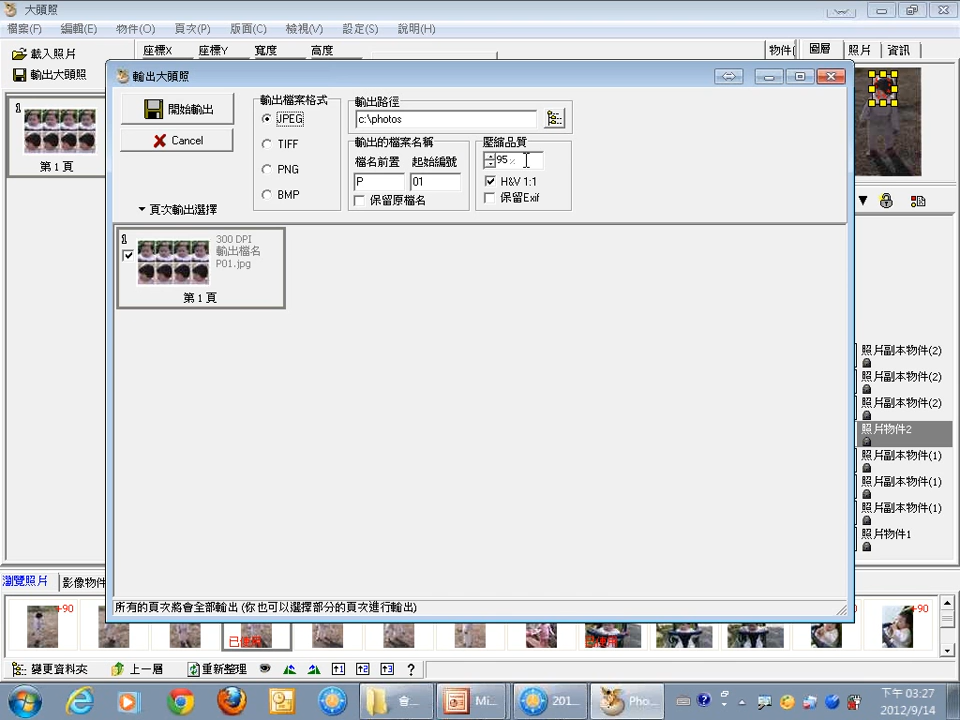 大頭照
檔案(F) 編輯(E) 物件(O) 頁次(P) 版面(C) 檢視(V) 設定(S) 說明(H)
載入照片
輸出大頭照
座標X 座標Y 寬度 高度
物件( 圖層 照片 資訊
第 1 頁
輸出大頭照
開始輸出
Cancel
頁次輸出選擇
輸出檔案格式
JPEG
TIFF
PNG
BMP
輸出路徑
c:\photos
輸出的檔案名稱
檔名前置 起始編號
P 01
保留原檔名
壓縮品質
95 %
H&V 1:1
保留Exif
1
300 DPI
輸出檔名
P01.jpg
第 1 頁
照片副本物件(2)
照片副本物件(2)
照片副本物件(2)
照片物件2
照片副本物件(1)
照片副本物件(1)
照片副本物件(1)
照片物件1
所有的頁次將會全部輸出 (你也可以選擇部分的頁次進行輸出)
瀏覽照片 影像物件
+90 +90
已使用 已使用
變更資料夾 上一層 重新整理
會... Mi... 201... Pho...
下午 03:27
2012/9/14